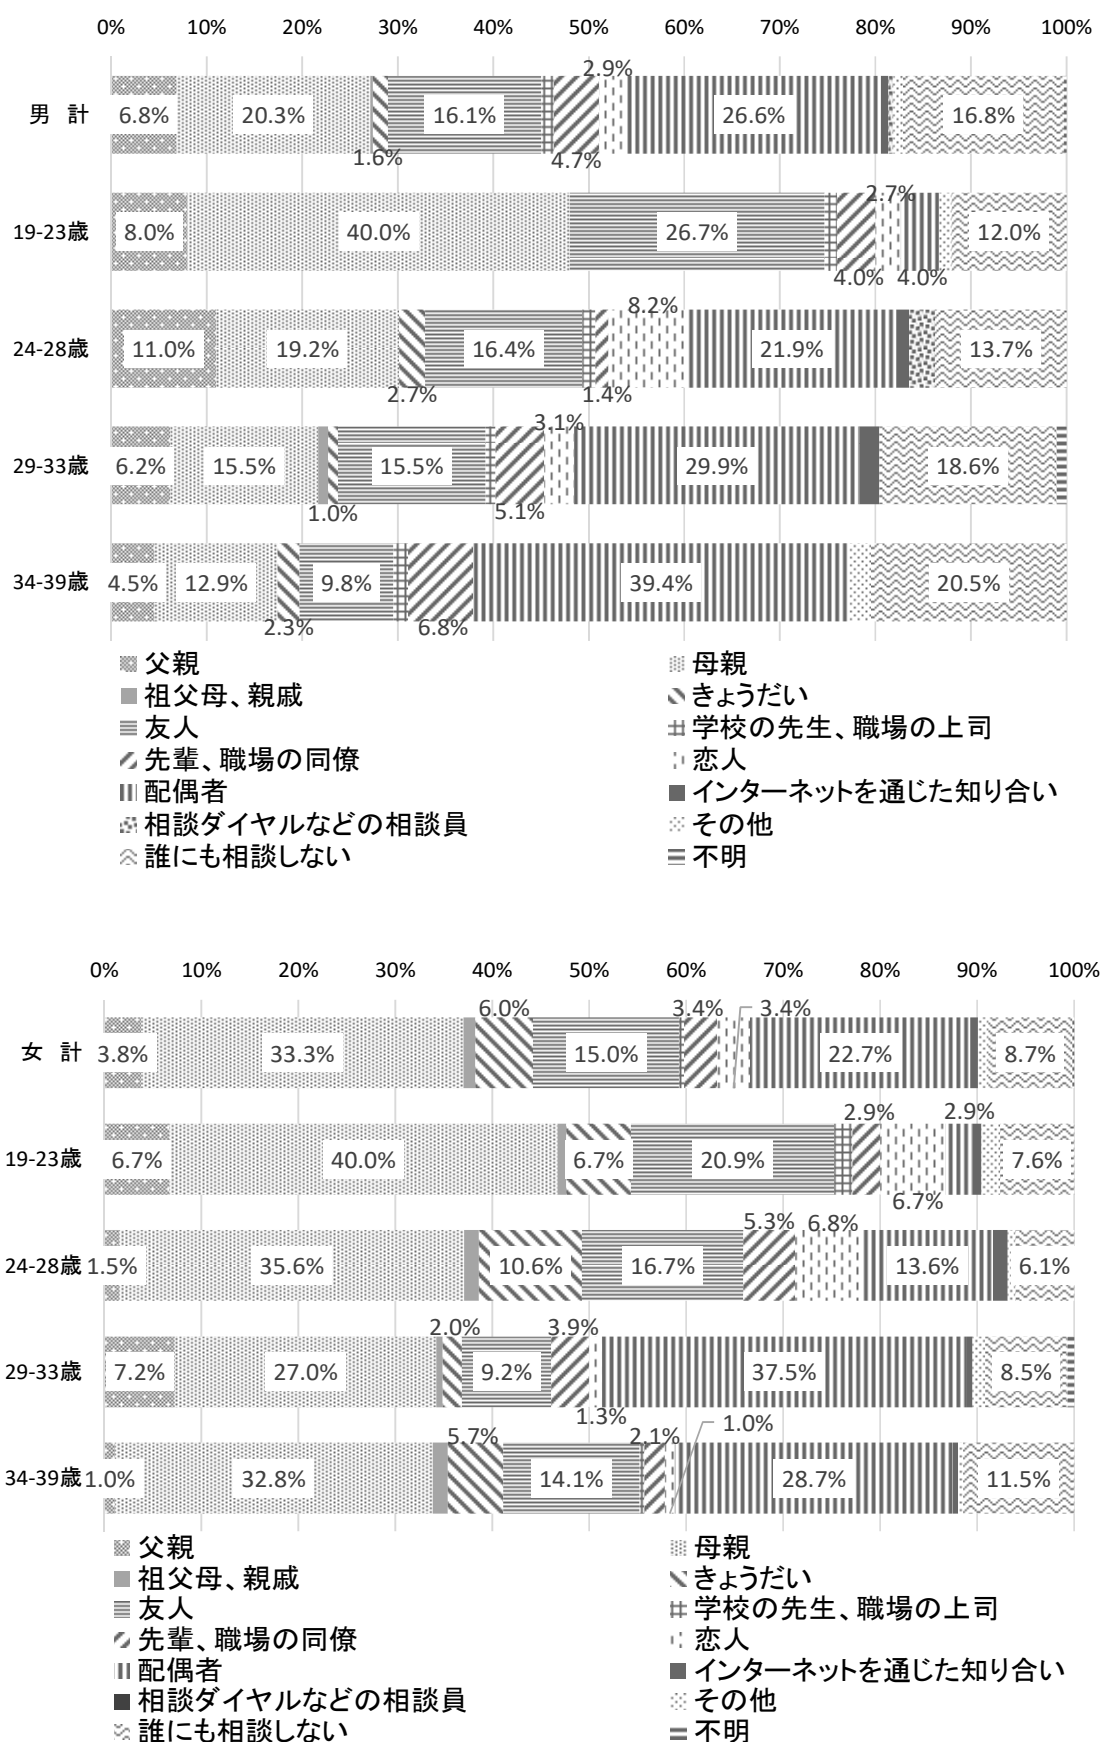 0% 10% 20% 30% 40% 50% 60% 70% 80% 90% 100%
2.9%
男 計 6.8% 20.3% 16.1% 26.6% 16.8%
1.6% 4.7%
2.7%
19-23歳 8.0% 40.0% 26.7% 12.0%
4.0% 4.0%
8.2%
24-28歳 11.0% 19.2% 16.4% 21.9% 13.7%
2.7% 1.4%
3.1%
29-33歳 6.2% 15.5% 15.5% 29.9% 18.6%
1.0% 5.1%
34-39歳 4.5% 12.9% 9.8% 39.4% 20.5%
2.3% 6.8%
父親 母親
祖父母、親戚 きょうだい
友人 学校の先生、職場の上司
先輩、職場の同僚 恋人
配偶者 インターネットを通じた知り合い
相談ダイヤルなどの相談員 その他
誰にも相談しない 不明
0% 10% 20% 30% 40% 50% 60% 70% 80% 90% 100%
6.0% 3.4% 3.4%
女 計 3.8% 33.3% 15.0% 22.7% 8.7%
2.9% 2.9%
19-23歳 6.7% 40.0% 6.7% 20.9% 7.6%
6.7%
5.3% 6.8%
24-28歳 1.5% 35.6% 10.6% 16.7% 13.6% 6.1%
2.0% 3.9%
29-33歳 7.2% 27.0% 9.2% 37.5% 8.5%
1.3% 1.0%
5.7% 2.1%
34-39歳 1.0% 32.8% 14.1% 28.7% 11.5%
父親 母親
祖父母、親戚 きょうだい
友人 学校の先生、職場の上司
先輩、職場の同僚 恋人
配偶者 インターネットを通じた知り合い
相談ダイヤルなどの相談員 その他
誰にも相談しない 不明